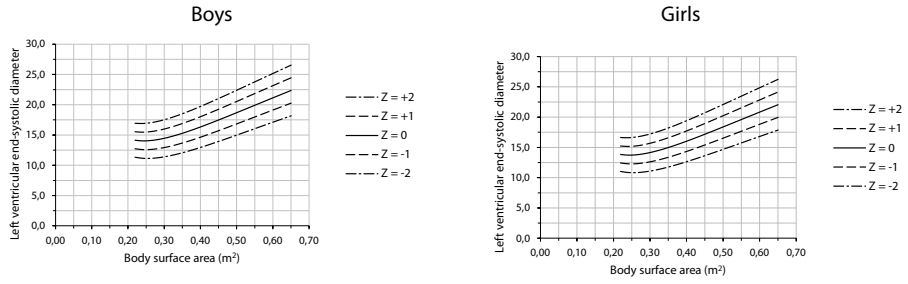 Boys
Left ventricular end-systolic diameter
30,0
25,0
20,0
15,0
10,0
5,0
0,0
0,00 0,10 0,20 0,30 0,40 0,50 0,60 0,70
Body surface area (m²)
Z = +2
Z = +1
Z = 0
Z = -1
Z = -2
Girls
Left ventricular end-systolic diameter
30,0
25,0
20,0
15,0
10,0
5,0
0,0
0,00 0,10 0,20 0,30 0,40 0,50 0,60 0,70
Body surface area (m²)
Z = +2
Z = +1
Z = 0
Z = -1
Z = -2